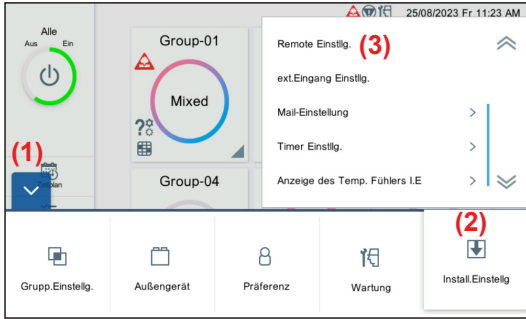 25/08/2023 Fr 11:23 AM
Alle
Aus Ein
Group-01
Mixed
Group-04
(1)
Remote Einstllg. (3)
ext.Eingang Einstllg.
Mail-Einstellung
Timer Einstllg.
Anzeige des Temp. Fühlers I.E
(2)
Grupp.Einstellg.
Außengerät
Präferenz
Wartung
Install.Einstellg